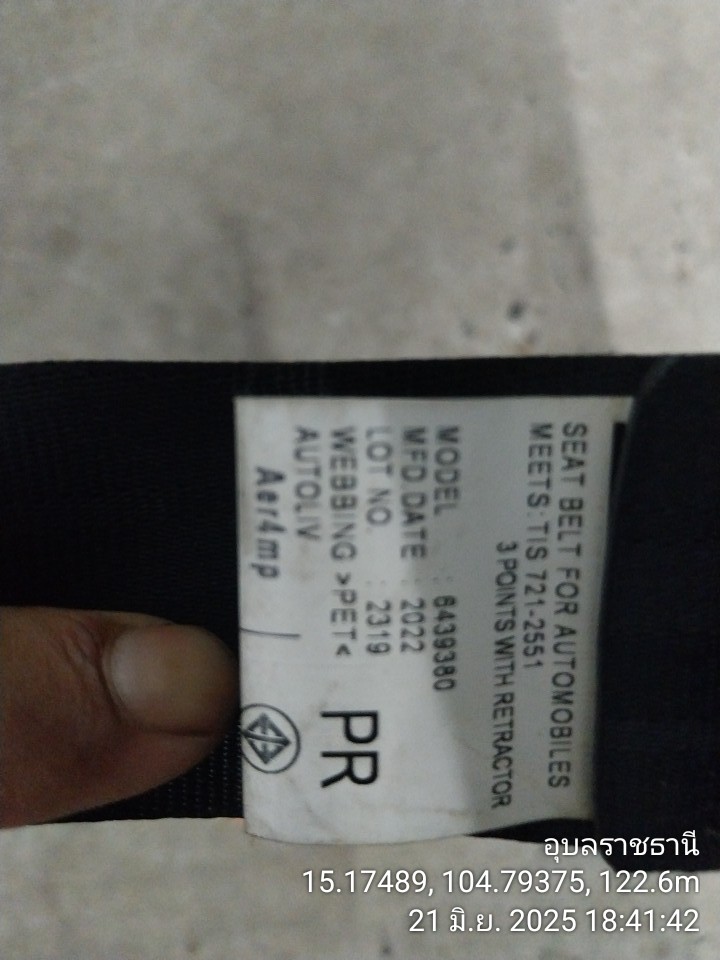 SEAT BELT FOR AUTOMOBILES
MEETS : TIS 721-2551
3 POINTS WITH RETRACTOR
MODEL : 6439380
MFD.DATE : 2022
LOT NO. : 2319
WEBBING >PET<
PR
AUTOLIV
Aer4mp
อุบลราชธานี
15.17489, 104.79375, 122.6m
21 มิ.ย. 2025 18:41:42